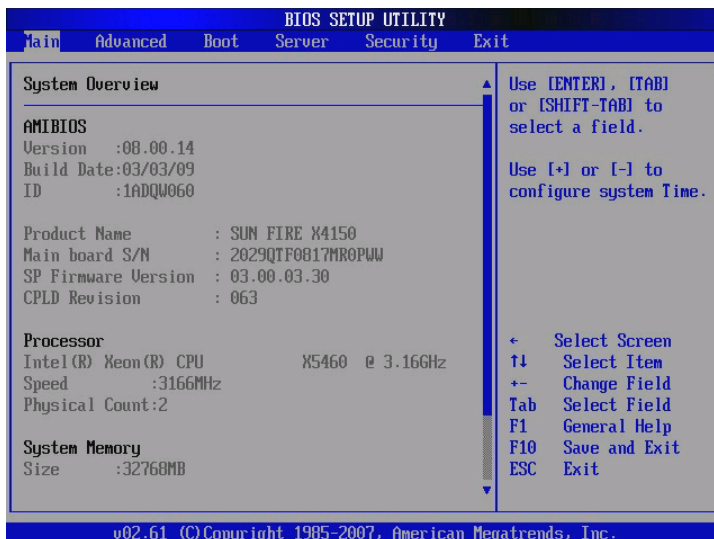 BIOS SETUP UTILITY
Main Advanced Boot Server Security Exit
System Overview
AMIBIOS
Version :08.00.14
Build Date:03/03/09
ID :1ADQW060
Product Name : SUN FIRE X4150
Main board S/N : 2029QTF0817MR0PWW
SP Firmware Version : 03.00.03.30
CPLD Revision : 063
Processor
Intel(R) Xeon(R) CPU X5460 @ 3.16GHz
Speed :3166MHz
Physical Count:2
System Memory
Size :32768MB
Use [ENTER], [TAB]
or [SHIFT-TAB] to
select a field.
Use [+] or [-] to
configure system Time.
← Select Screen
↑↓ Select Item
+- Change Field
Tab Select Field
F1 General Help
F10 Save and Exit
ESC Exit
v02.61 (C)Copyright 1985-2007, American Megatrends, Inc.